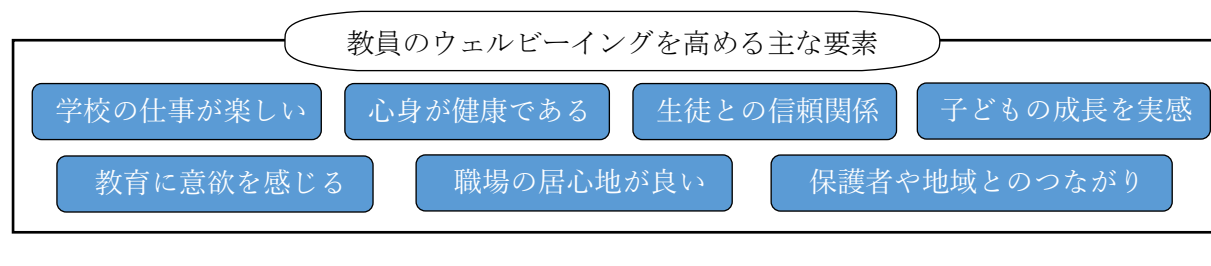 教員のウェルビーイングを高める主な要素
学校の仕事が楽しい 心身が健康である 生徒との信頼関係 子どもの成長を実感
教育に意欲を感じる 職場の居心地が良い 保護者や地域とのつながり